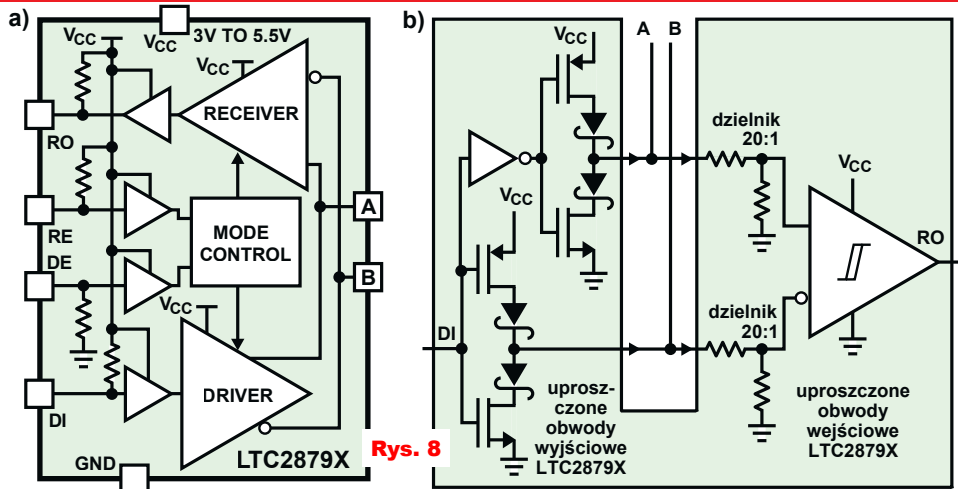 a)
VCC
VCC
3V TO 5.5V
VCC
RECEIVER
RO
RE
DE
MODE
CONTROL
A
B
VCC
DRIVER
DI
GND
LTC2879X
Rys. 8
b)
A B
VCC
VCC
DI
uprosz-
czone
obwody
wyjściowe
LTC2879X
dzielnik
20:1
VCC
RO
dzielnik
20:1
uproszczone
obwody
wejściowe
LTC2879X